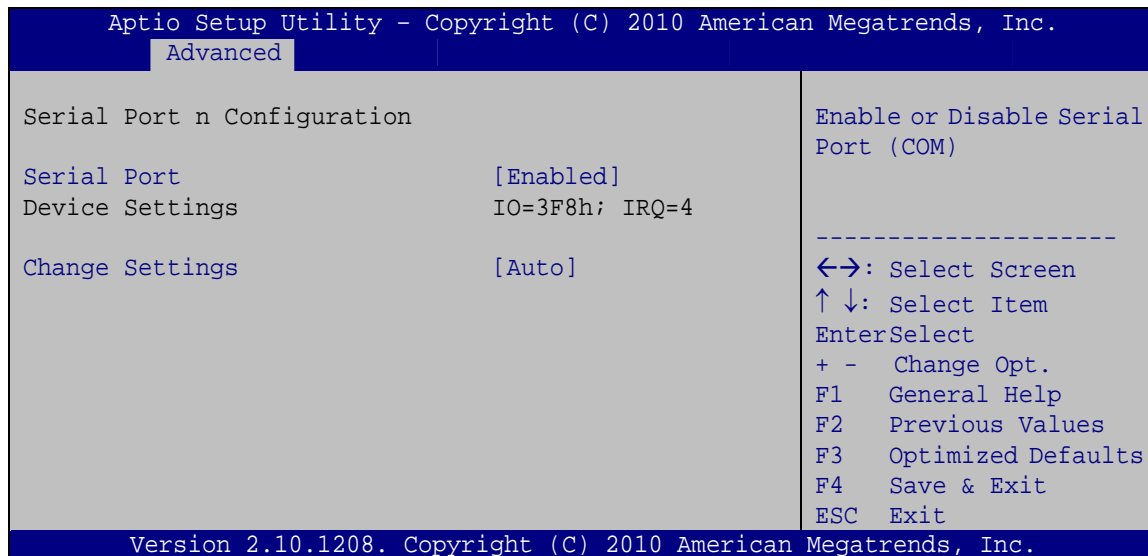 Aptio Setup Utility – Copyright (C) 2010 American Megatrends, Inc.
Advanced
Serial Port n Configuration
Serial Port [Enabled]
Device Settings IO=3F8h; IRQ=4
Change Settings [Auto]
Enable or Disable Serial
Port (COM)
---------------------
←→: Select Screen
↑ ↓: Select Item
EnterSelect
+ - Change Opt.
F1 General Help
F2 Previous Values
F3 Optimized Defaults
F4 Save & Exit
ESC Exit
Version 2.10.1208. Copyright (C) 2010 American Megatrends, Inc.